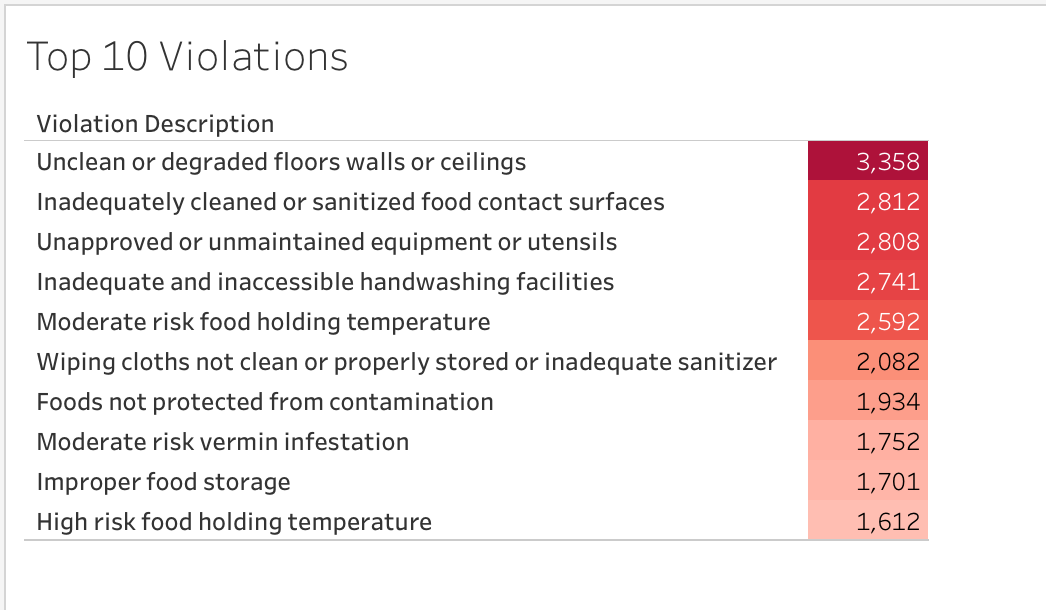 Top 10 Violations
Violation Description
Unclean or degraded floors walls or ceilings 3,358
Inadequately cleaned or sanitized food contact surfaces 2,812
Unapproved or unmaintained equipment or utensils 2,808
Inadequate and inaccessible handwashing facilities 2,741
Moderate risk food holding temperature 2,592
Wiping cloths not clean or properly stored or inadequate sanitizer 2,082
Foods not protected from contamination 1,934
Moderate risk vermin infestation 1,752
Improper food storage 1,701
High risk food holding temperature 1,612